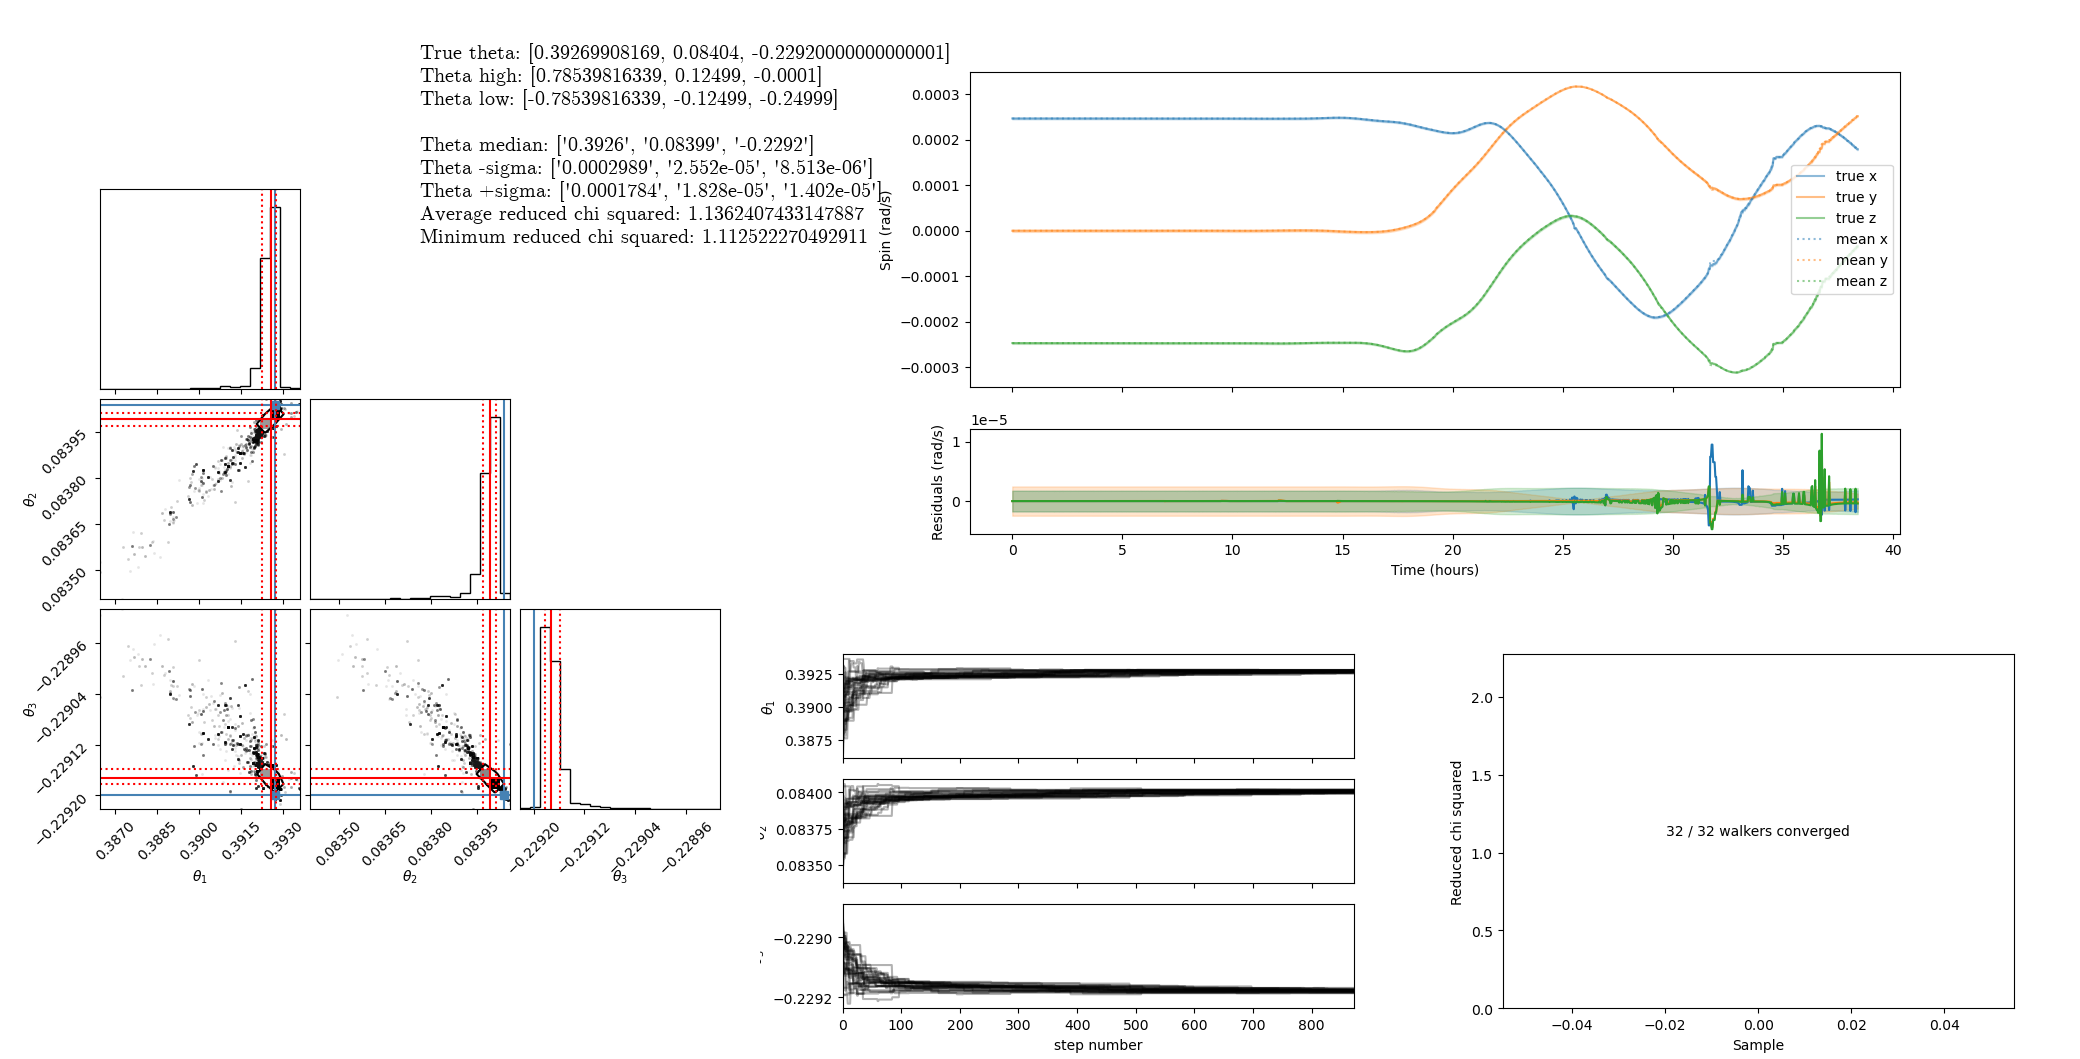 True theta: [0.39269908169, 0.08404, -0.22920000000000001]
Theta high: [0.78539816339, 0.12499, -0.0001]
Theta low: [-0.78539816339, -0.12499, -0.24999]
Theta median: ['0.3926', '0.08399', '-0.2292']
Theta -sigma: ['0.0002989', '2.552e-05', '8.513e-06']
Theta +sigma: ['0.0001784', '1.828e-05', '1.402e-05']
Average reduced chi squared: 1.1362407433147887
Minimum reduced chi squared: 1.112522270492911
0.08395
0.08380
0.08365
0.08350
θ2
−0.22896
−0.22904
−0.22912
−0.22920
θ3
0.3870 0.3885 0.3900 0.3915 0.3930
θ1
0.08350 0.08365 0.08380 0.08395
θ2
−0.22920 −0.22912 −0.22904 −0.22896
θ3
0.0003
0.0002
0.0001
0.0000
−0.0001
−0.0002
−0.0003
Spin (rad/s)
true x
true y
true z
mean x
mean y
mean z
1e−5
1
0
Residuals (rad/s)
0 5 10 15 20 25 30 35 40
Time (hours)
0.3925
0.3900
0.3875
θ1
0.08400
0.08375
0.08350
−0.2290
−0.2292
0 100 200 300 400 500 600 700 800
step number
2.0
1.5
1.0
0.5
0.0
Reduced chi squared
32 / 32 walkers converged
−0.04 −0.02 0.00 0.02 0.04
Sample